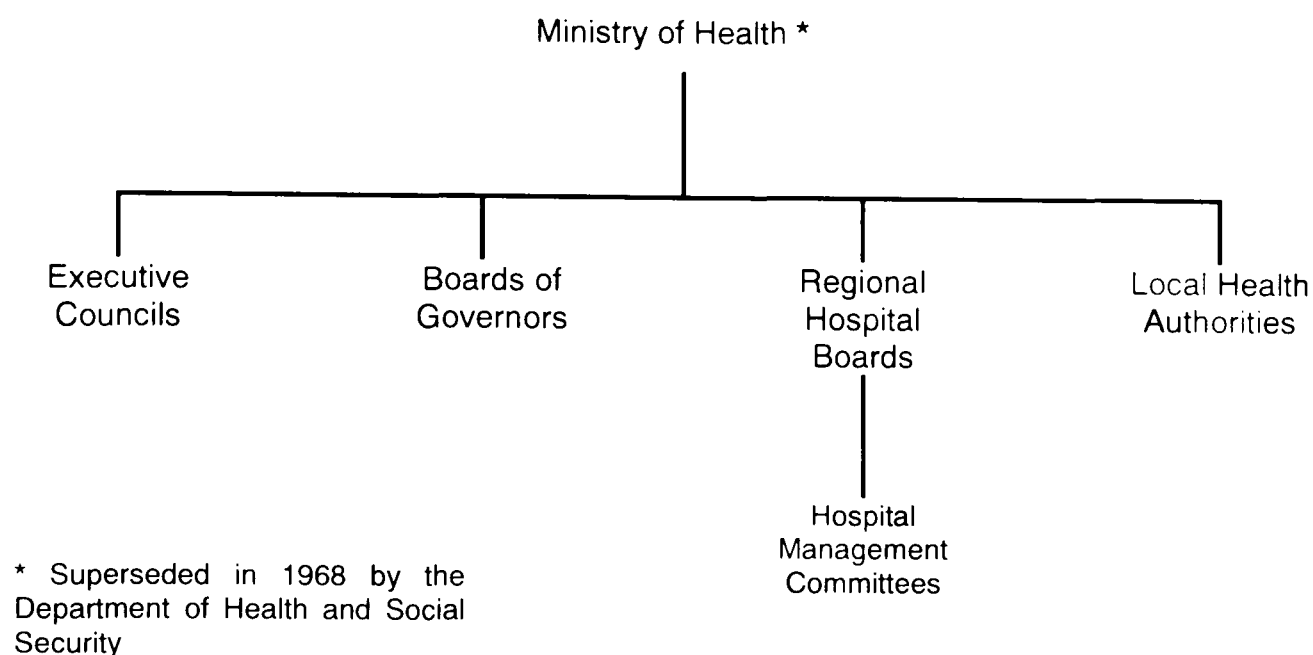 Ministry of Health *
Executive
Councils
Boards of
Governors
Regional
Hospital
Boards
Local Health
Authorities
Hospital
Management
Committees
* Superseded in 1968 by the
Department of Health and Social
Security